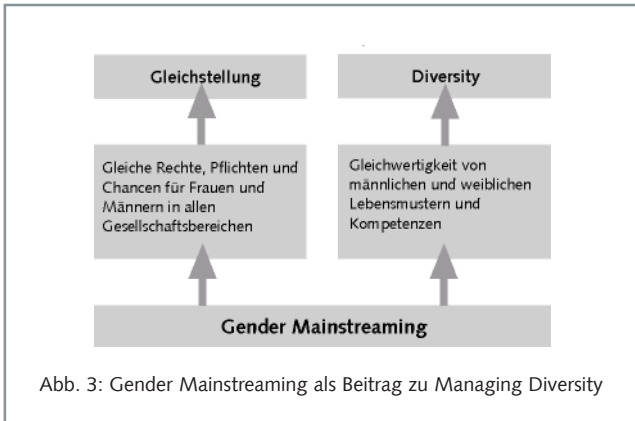 Gleichstellung
Diversity
Gleiche Rechte, Pflichten und
Chancen für Frauen und
Männern in allen
Gesellschaftsbereichen
Gleichwertigkeit von
männlichen und weiblichen
Lebensmustern und
Kompetenzen
Gender Mainstreaming
Abb. 3: Gender Mainstreaming als Beitrag zu Managing Diversity